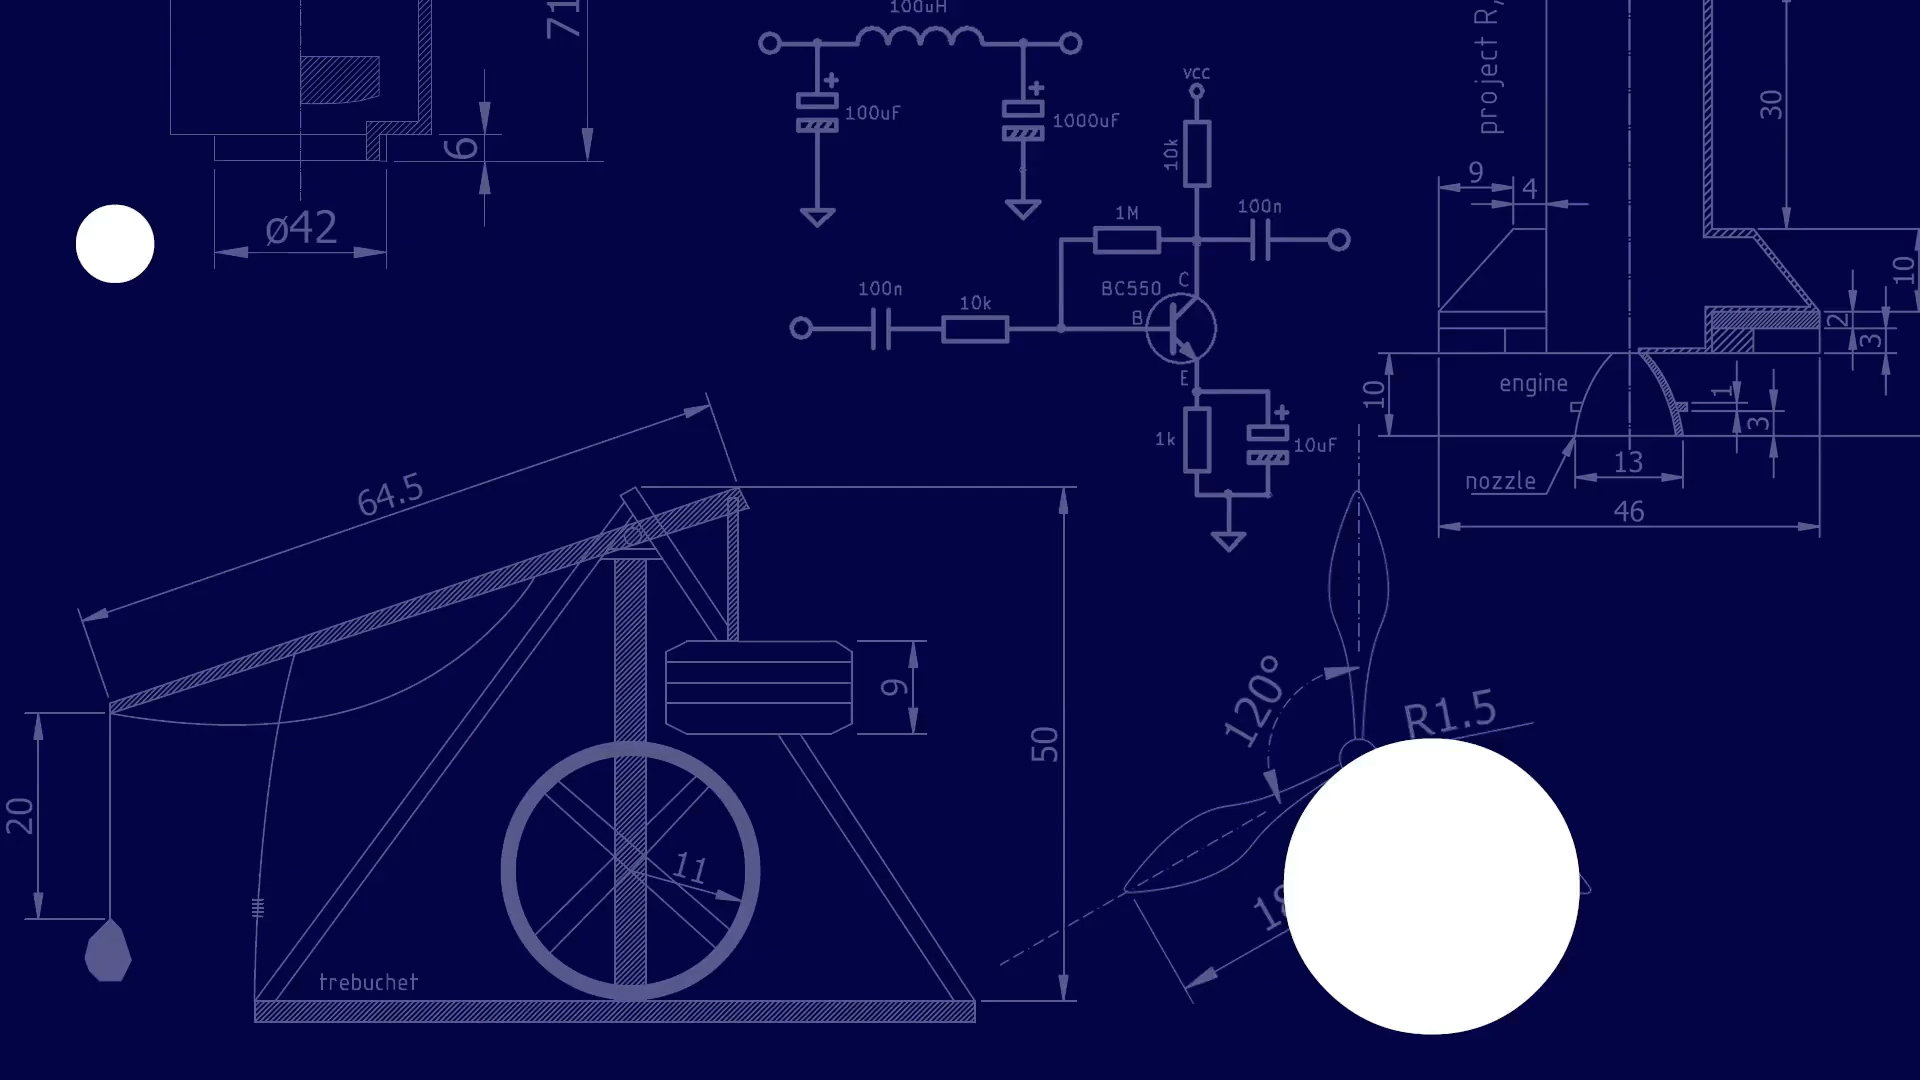 71
6
ø42
100uH
100uF
1000uF
vcc
10k
1M
100n
100n
10k
BC550
C
B
E
1k
10uF
project R,
30
9
4
10
2
3
engine
10
1
3
nozzle
13
46
64.5
9
50
20
11
trebuchet
120°
R1.5